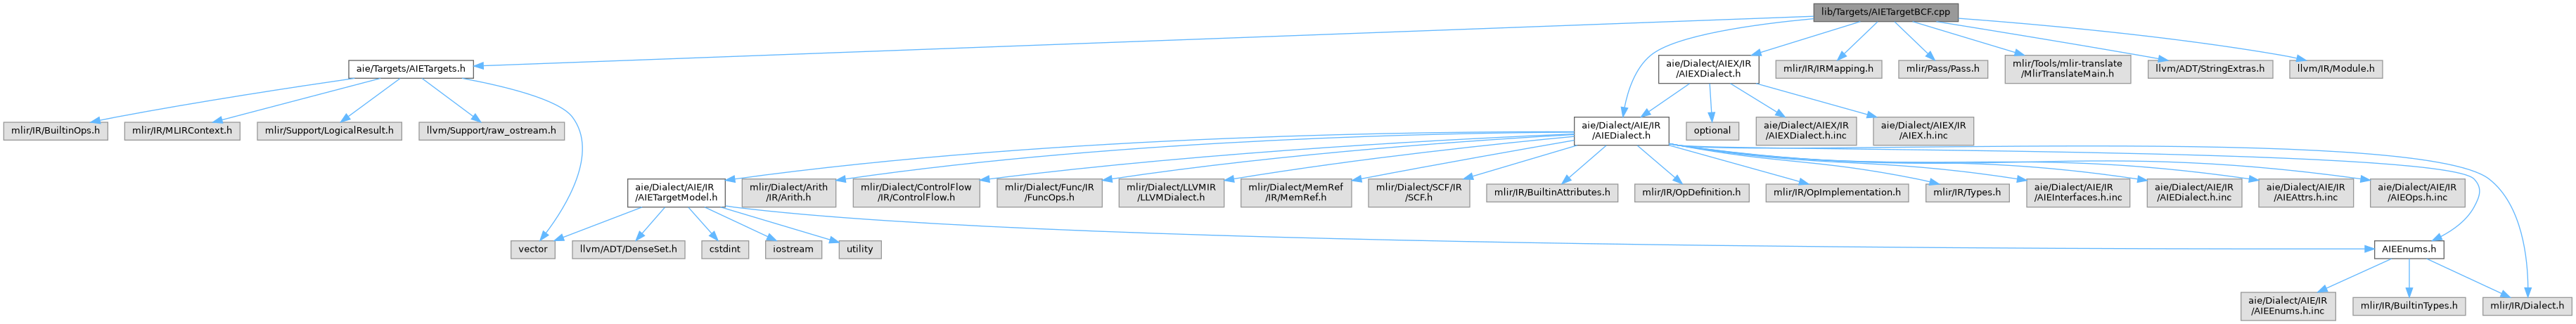 lib/Targets/AIETargetBCF.cpp
aie/Targets/AIETargets.h
aie/Dialect/AIEX/IR
/AIEXDialect.h
mlir/IR/IRMapping.h
mlir/Pass/Pass.h
mlir/Tools/mlir-translate
/MlirTranslateMain.h
llvm/ADT/StringExtras.h
llvm/IR/Module.h
mlir/IR/BuiltinOps.h
mlir/IR/MLIRContext.h
mlir/Support/LogicalResult.h
llvm/Support/raw_ostream.h
aie/Dialect/AIE/IR
/AIEDialect.h
optional
aie/Dialect/AIEX/IR
/AIEXDialect.h.inc
aie/Dialect/AIEX/IR
/AIEX.h.inc
aie/Dialect/AIE/IR
/AIETargetModel.h
mlir/Dialect/Arith
/IR/Arith.h
mlir/Dialect/ControlFlow
/IR/ControlFlow.h
mlir/Dialect/Func/IR
/FuncOps.h
mlir/Dialect/LLVMIR
/LLVMDialect.h
mlir/Dialect/MemRef
/IR/MemRef.h
mlir/Dialect/SCF/IR
/SCF.h
mlir/IR/BuiltinAttributes.h
mlir/IR/OpDefinition.h
mlir/IR/OpImplementation.h
mlir/IR/Types.h
aie/Dialect/AIE/IR
/AIEInterfaces.h.inc
aie/Dialect/AIE/IR
/AIEDialect.h.inc
aie/Dialect/AIE/IR
/AIEAttrs.h.inc
aie/Dialect/AIE/IR
/AIEOps.h.inc
vector
llvm/ADT/DenseSet.h
cstdint
iostream
utility
AIEEnums.h
aie/Dialect/AIE/IR
/AIEEnums.h.inc
mlir/IR/BuiltinTypes.h
mlir/IR/Dialect.h